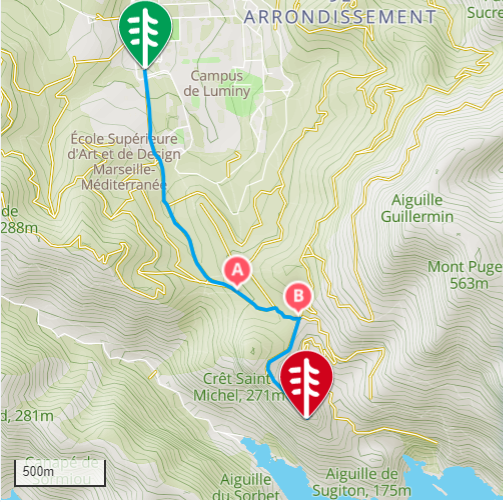 ARRONDISSEMENT
Sucre
Campus
de Luminy
École Supérieure
d'Art et de Design
Marseille-
Méditerranée
Aiguille
Guillermin
de
288m
A
Mont Puge
563m
B
Crêt Saint
Michel, 271m
d, 281m
500m
Canapé de
Sormiou
Aiguille
du Sorbet
Aiguille de
Sugiton, 175m